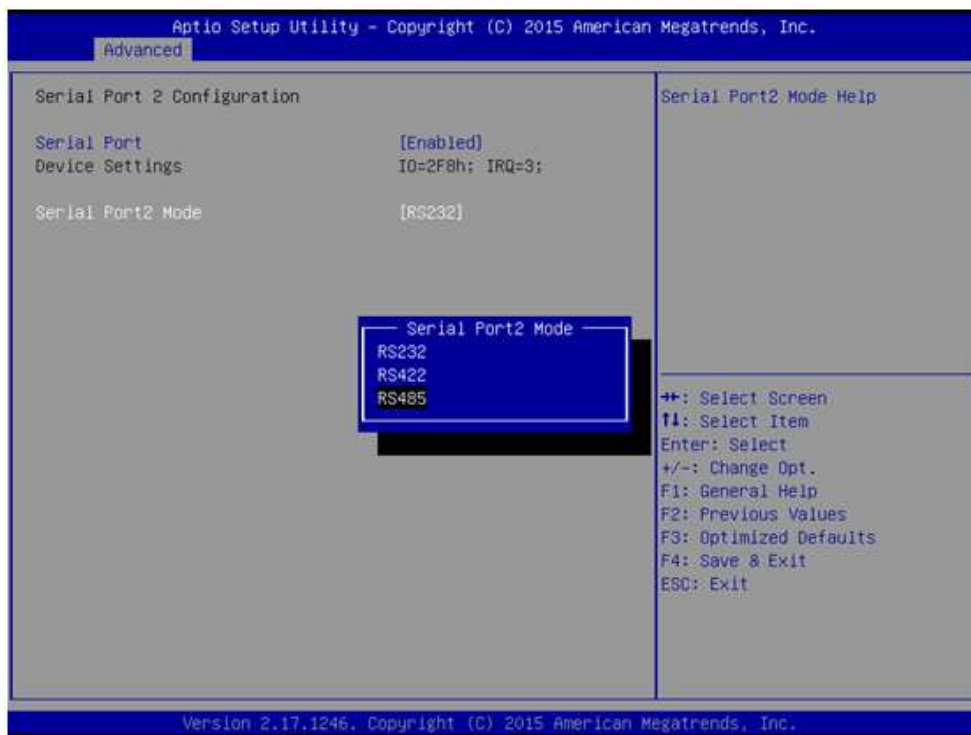 Aptio Setup Utility – Copyright (C) 2015 American Megatrends, Inc.
Advanced
Serial Port 2 Configuration
Serial Port [Enabled]
Device Settings IO=2F8h; IRQ=3;
Serial Port2 Mode [RS232]
Serial Port2 Mode
RS232
RS422
RS485
Serial Port2 Mode Help
→←: Select Screen
↑↓: Select Item
Enter: Select
+/-: Change Opt.
F1: General Help
F2: Previous Values
F3: Optimized Defaults
F4: Save & Exit
ESC: Exit
Version 2.17.1246. Copyright (C) 2015 American Megatrends, Inc.